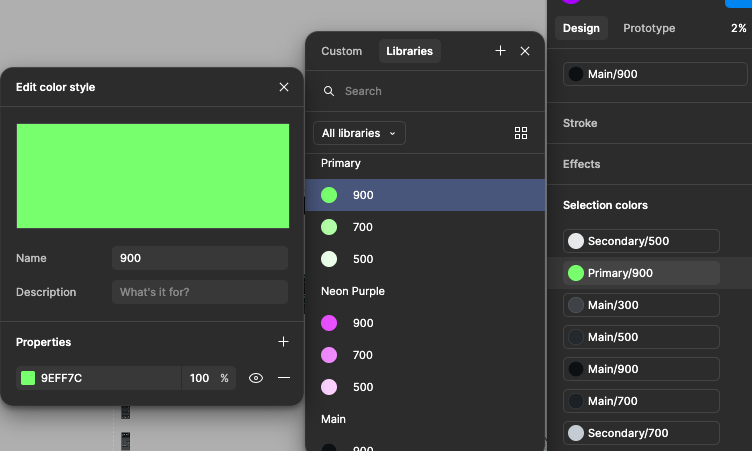 Edit color style
Name
900
Description
What's it for?
Properties
9EFF7C
100 %
Custom
Libraries
Search
All libraries
Primary
900
700
500
Neon Purple
900
700
500
Main
900
Design
Prototype
2%
Main/900
Stroke
Effects
Selection colors
Secondary/500
Primary/900
Main/300
Main/500
Main/900
Main/700
Secondary/700